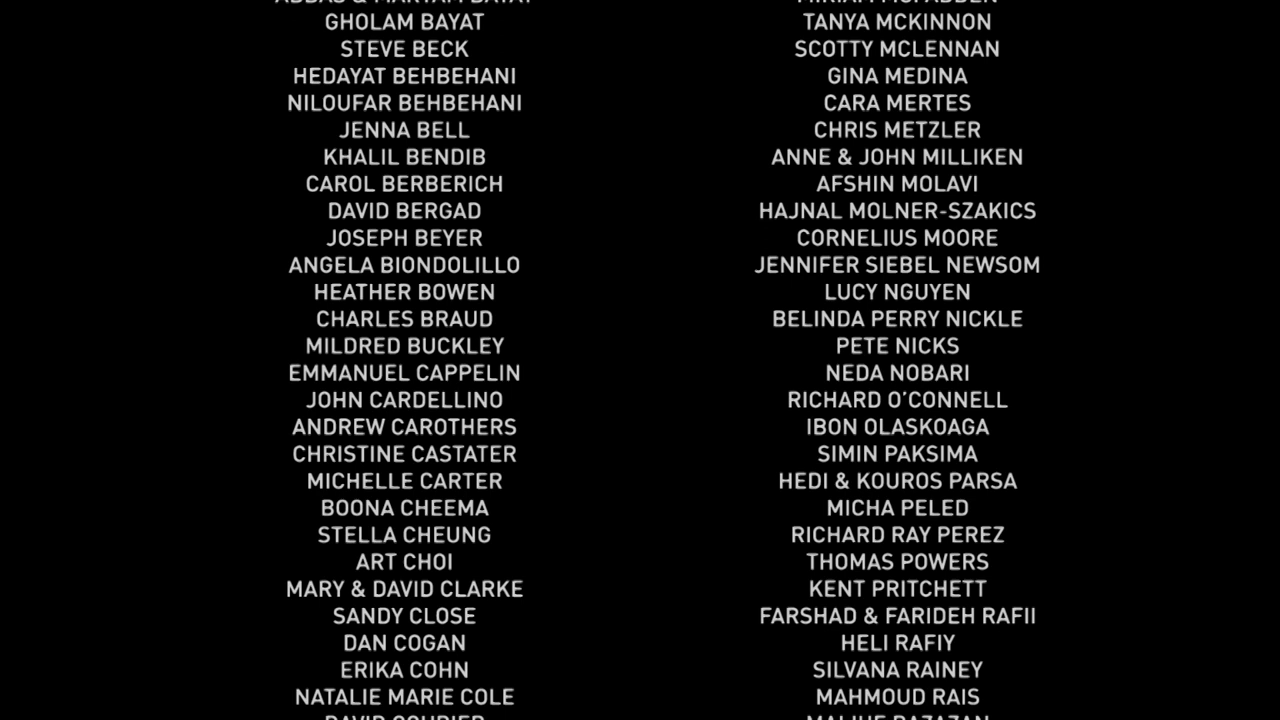 GHOLAM BAYAT
STEVE BECK
HEDAYAT BEHBEHANI
NILOUFAR BEHBEHANI
JENNA BELL
KHALIL BENDIB
CAROL BERBERICH
DAVID BERGAD
JOSEPH BEYER
ANGELA BIONDOLILLO
HEATHER BOWEN
CHARLES BRAUD
MILDRED BUCKLEY
EMMANUEL CAPPELIN
JOHN CARDELLINO
ANDREW CAROTHERS
CHRISTINE CASTATER
MICHELLE CARTER
BOONA CHEEMA
STELLA CHEUNG
ART CHOI
MARY & DAVID CLARKE
SANDY CLOSE
DAN COGAN
ERIKA COHN
NATALIE MARIE COLE
TANYA MCKINNON
SCOTTY MCLENNAN
GINA MEDINA
CARA MERTES
CHRIS METZLER
ANNE & JOHN MILLIKEN
AFSHIN MOLAVI
HAJNAL MOLNER-SZAKICS
CORNELIUS MOORE
JENNIFER SIEBEL NEWSOM
LUCY NGUYEN
BELINDA PERRY NICKLE
PETE NICKS
NEDA NOBARI
RICHARD O’CONNELL
IBON OLASKOAGA
SIMIN PAKSIMA
HEDI & KOUROS PARSA
MICHA PELED
RICHARD RAY PEREZ
THOMAS POWERS
KENT PRITCHETT
FARSHAD & FARIDEH RAFII
HELI RAFIY
SILVANA RAINEY
MAHMOUD RAIS